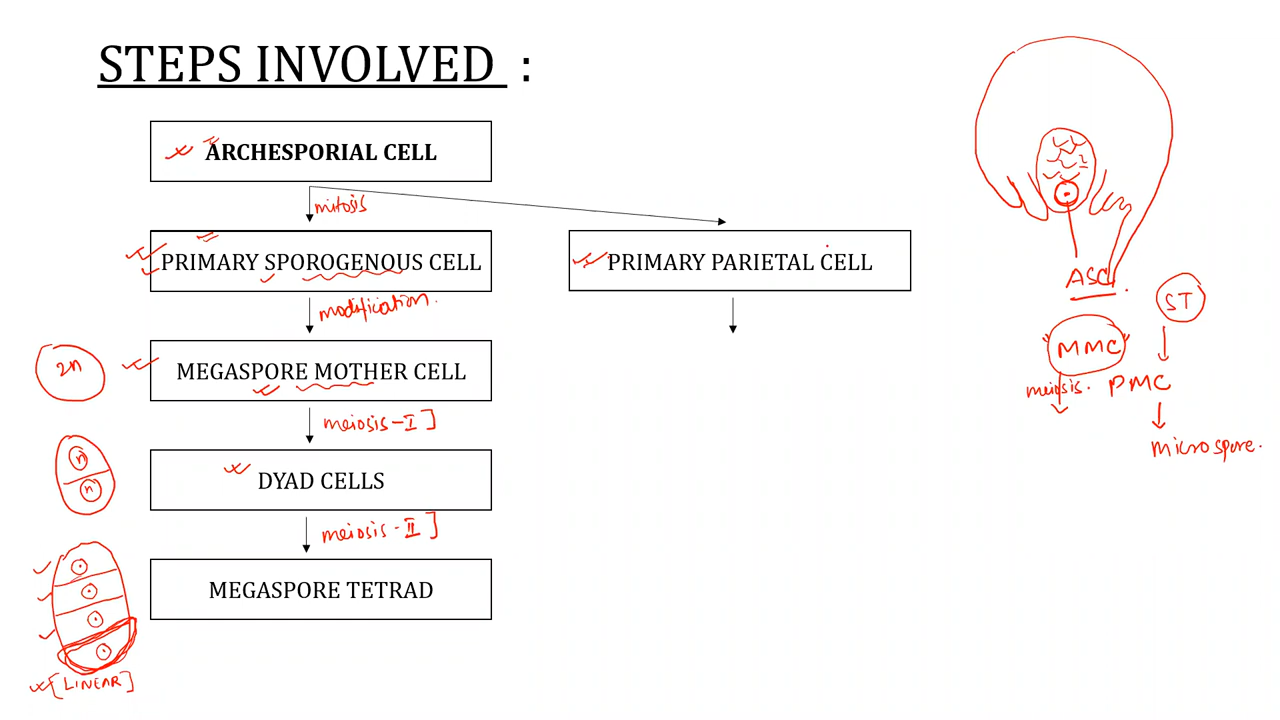 STEPS INVOLVED :
ARCHESPORIAL CELL
mitosis
PRIMARY SPOROGENOUS CELL
PRIMARY PARIETAL CELL
modification.
MEGASPORE MOTHER CELL
2n
meiosis-I]
DYAD CELLS
n
n
meiosis-II]
MEGASPORE TETRAD
[LINEAR]
ASC
ST
"MMC"
meiosis.
PMC
microspore.